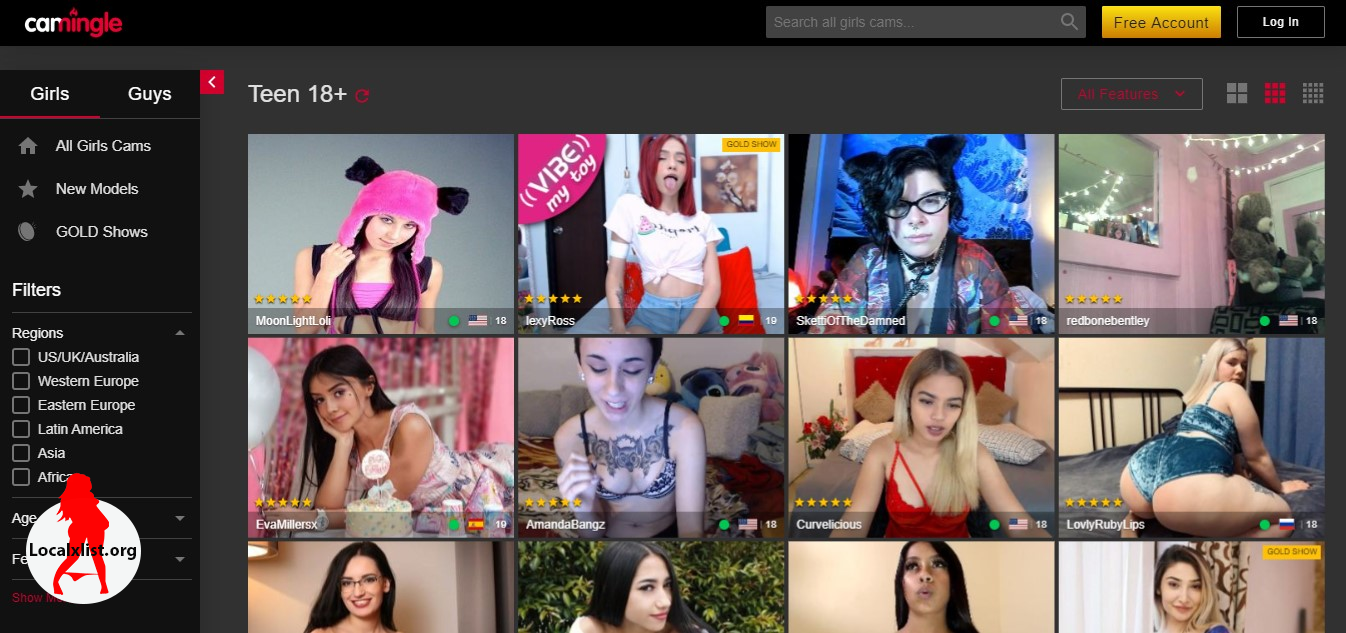 camingle
Search all girls cams...
Free Account
Log In
Girls
Guys
Teen 18+
All Features
All Girls Cams
New Models
GOLD Shows
Filters
Regions
US/UK/Australia
Western Europe
Eastern Europe
Latin America
Asia
Africa
Age
Fe
Show M
Localxlist.org
((VIBE))
my toy
GOLD SHOW
MoonLightLoli
18
lexyRoss
19
SkettiOfTheDamned
18
redbonebentley
18
EvaMillersx
19
AmandaBangz
18
Curvelicious
18
LovlyRubyLips
18
GOLD SHOW